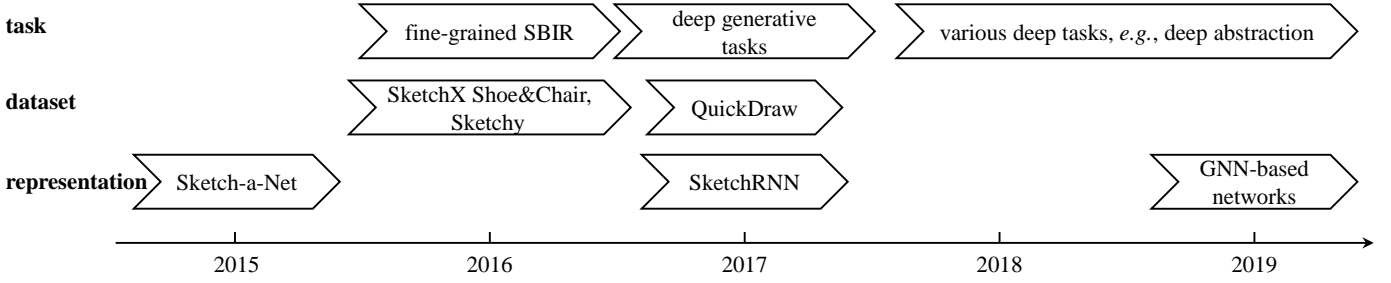 task
fine-grained SBIR
deep generative
tasks
various deep tasks, e.g., deep abstraction
dataset
SketchX Shoe&Chair,
Sketchy
QuickDraw
representation
Sketch-a-Net
SketchRNN
GNN-based
networks
2015 2016 2017 2018 2019